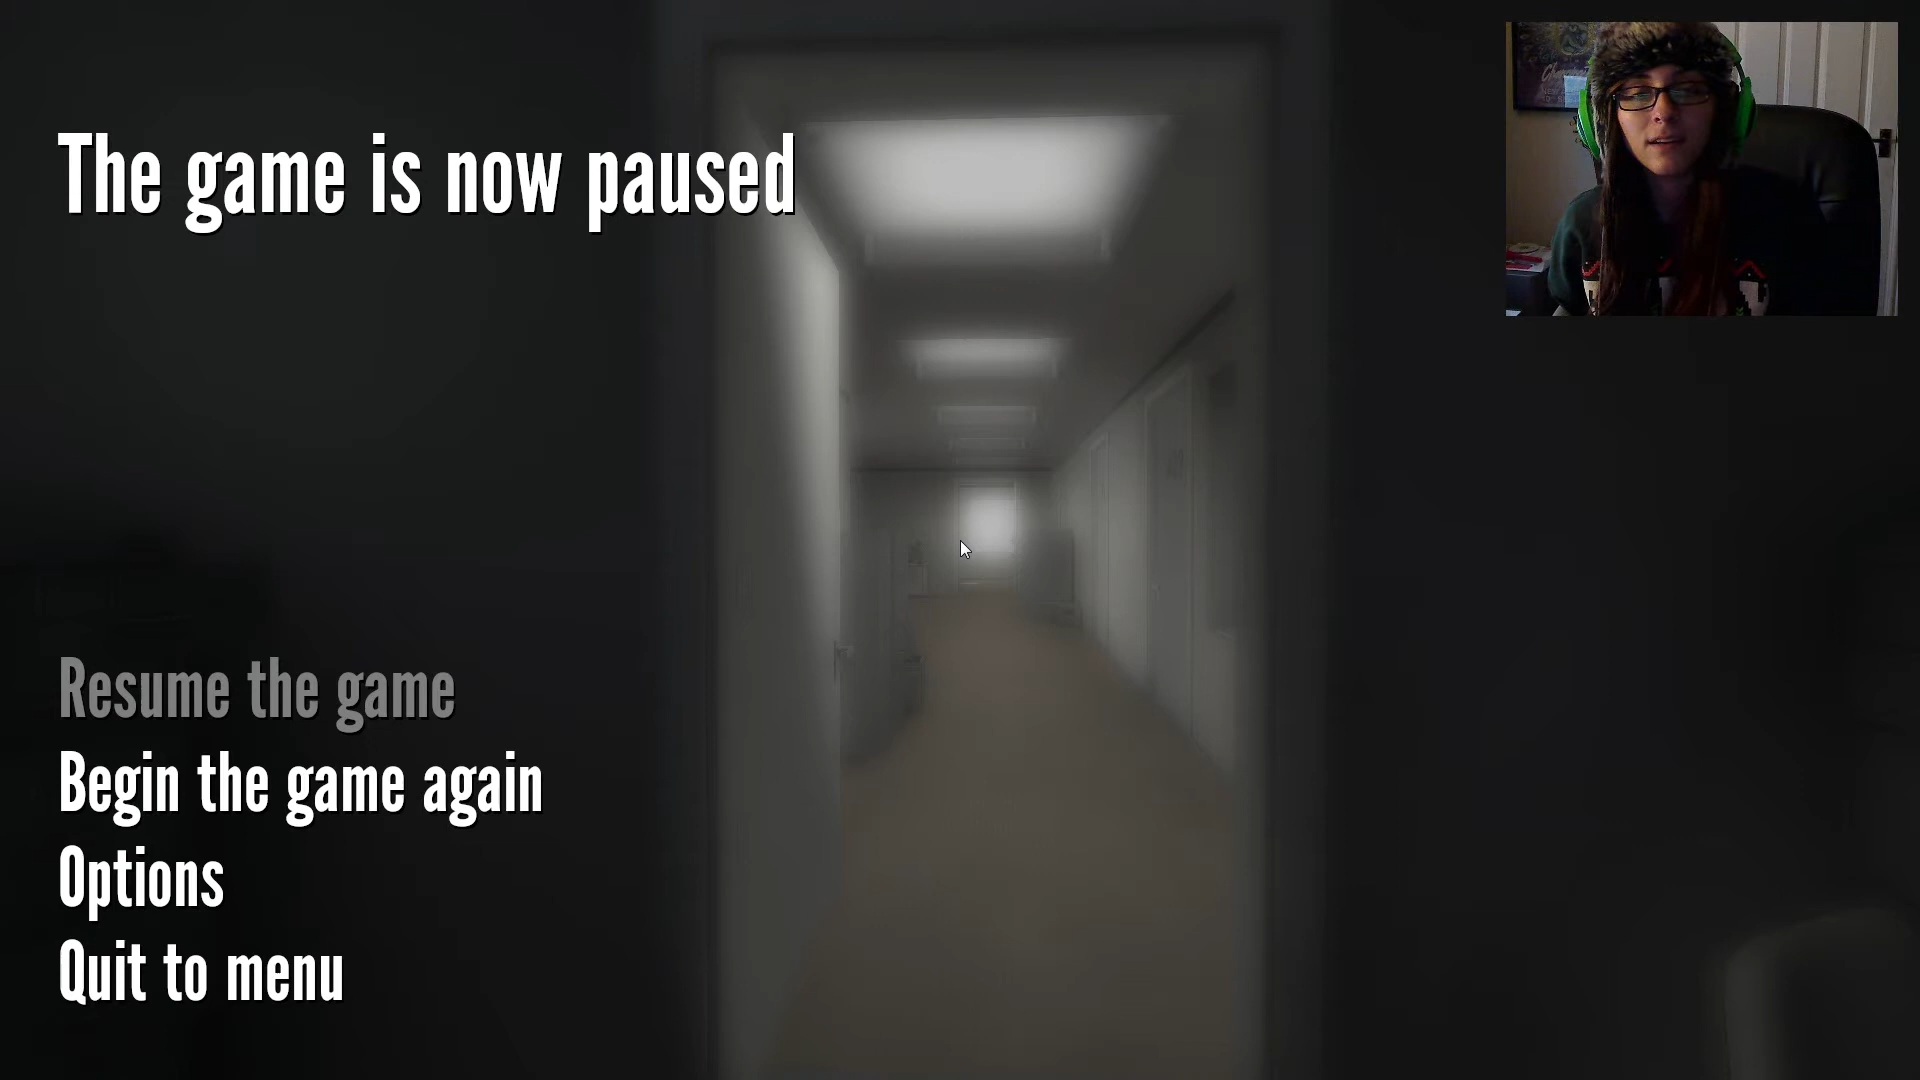 The game is now paused
Resume the game
Begin the game again
Options
Quit to menu